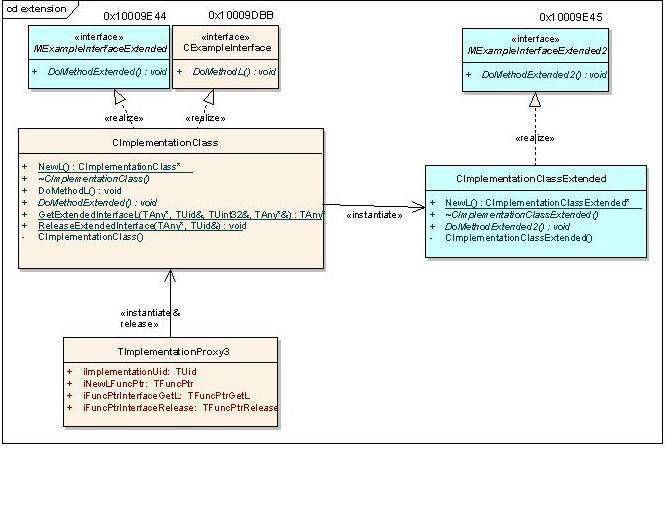 cd extension
0x10009E44
0x10009DBB
0x10009E45
«interface»
MExampleInterfaceExtended
+ DoMethodExtended() : void
«interface»
CExampleInterface
+ DoMethodL() : void
«interface»
MExampleInterfaceExtended2
+ DoMethodExtended2() : void
«realize»
«realize»
«realize»
CImplementationClass
+ NewL() : CImplementationClass*
+ ~CImplementationClass()
+ DoMethodL() : void
+ DoMethodExtended() : void
+ GetExtendedInterfaceL(TAny*, TUid&, TUint32&, TAny*&) : TAny*
+ ReleaseExtendedInterface(TAny*, TUid&) : void
- CImplementationClass()
«instantiate»
CImplementationClassExtended
+ NewL() : CImplementationClassExtended*
+ ~CImplementationClassExtended()
+ DoMethodExtended2() : void
- CImplementationClassExtended()
«instantiate &
release»
TImplementationProxy3
+ iImplementationUid: TUid
+ iNewLFuncPtr: TFuncPtr
+ iFuncPtrInterfaceGetL: TFuncPtrGetL
+ iFuncPtrInterfaceRelease: TFuncPtrRelease